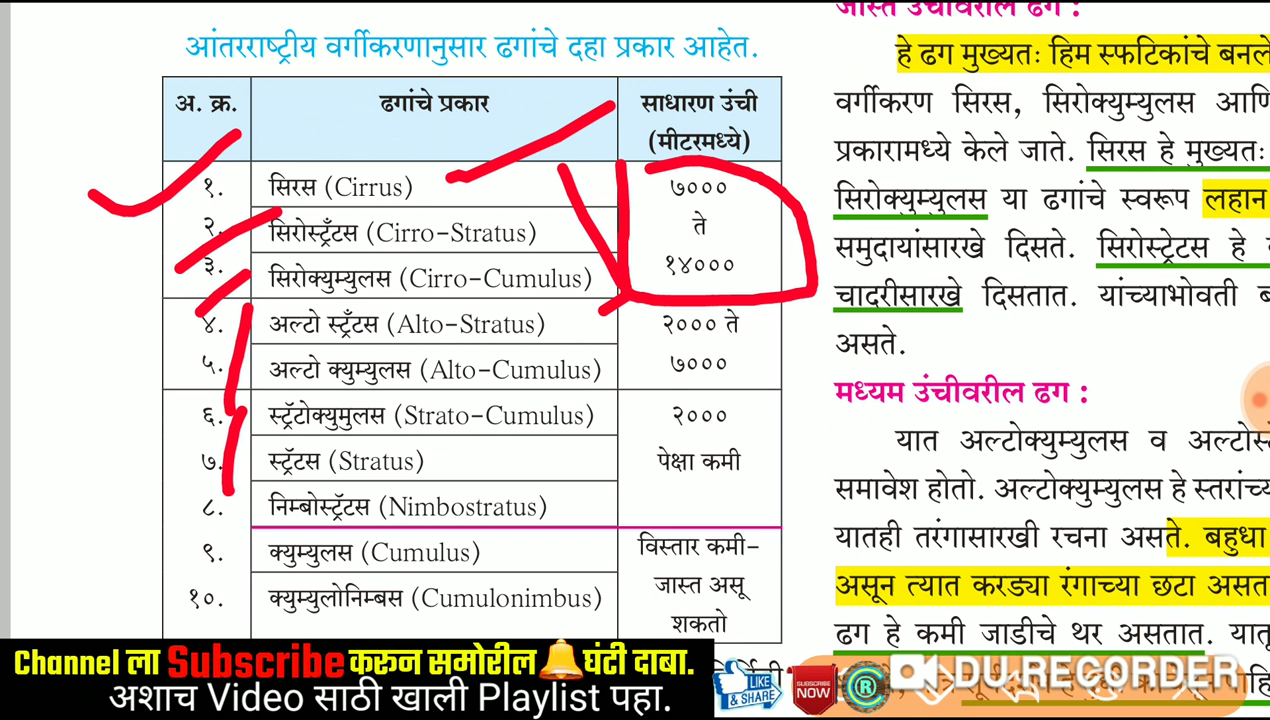 आंतरराष्ट्रीय वर्गीकरणानुसार ढगांचे दहा प्रकार आहेत.
अ. क्र. ढगांचे प्रकार साधारण उंची (मीटरमध्ये)
१. सिरस (Cirrus) ७०००
२. सिरोस्ट्रॅटस (Cirro-Stratus) ते
३. सिरोक्युम्युलस (Cirro-Cumulus) १४०००
४. अल्टो स्ट्रॅटस (Alto-Stratus) २००० ते
५. अल्टो क्युम्युलस (Alto-Cumulus) ७०००
६. स्ट्रॅटोक्युमुलस (Strato-Cumulus) २०००
७. स्ट्रॅटस (Stratus) पेक्षा कमी
८. निम्बोस्ट्रॅटस (Nimbostratus)
९. क्युम्युलस (Cumulus) विस्तार कमी-
जास्त असू
१०. क्युम्युलोनिम्बस (Cumulonimbus)
शकतो
जास्त उंचीवरील ढग :
हे ढग मुख्यतः हिम स्फटिकांचे बनले
वर्गीकरण सिरस, सिरोक्युम्युलस
प्रकारामध्ये केले जाते. सिरस हे मुख्यतः
सिरोक्युम्युलस या ढगांचे स्वरूप लहान
समुदायांसारखे दिसते. सिरोस्ट्रेटस हे
चादरीसारखे दिसतात. यांच्याभोवती
असते.
मध्यम उंचीवरील ढग :
यात अल्टोक्युम्युलस व
समावेश होतो. अल्टोक्युम्युलस हे स्तरांच्या
यातही तरंगासारखी रचना असते. बहुधा
असून त्यात करड्या रंगाच्या छटा असत
ढग हे कमी जाडीचे थर असतात.
Channel ला Subscribe करून समोरील घंटी दाबा.
अशाच Video साठी खाली Playlist पहा.
LIKE & SHARE
SUBSCRIBE NOW
R
DU RECORDER